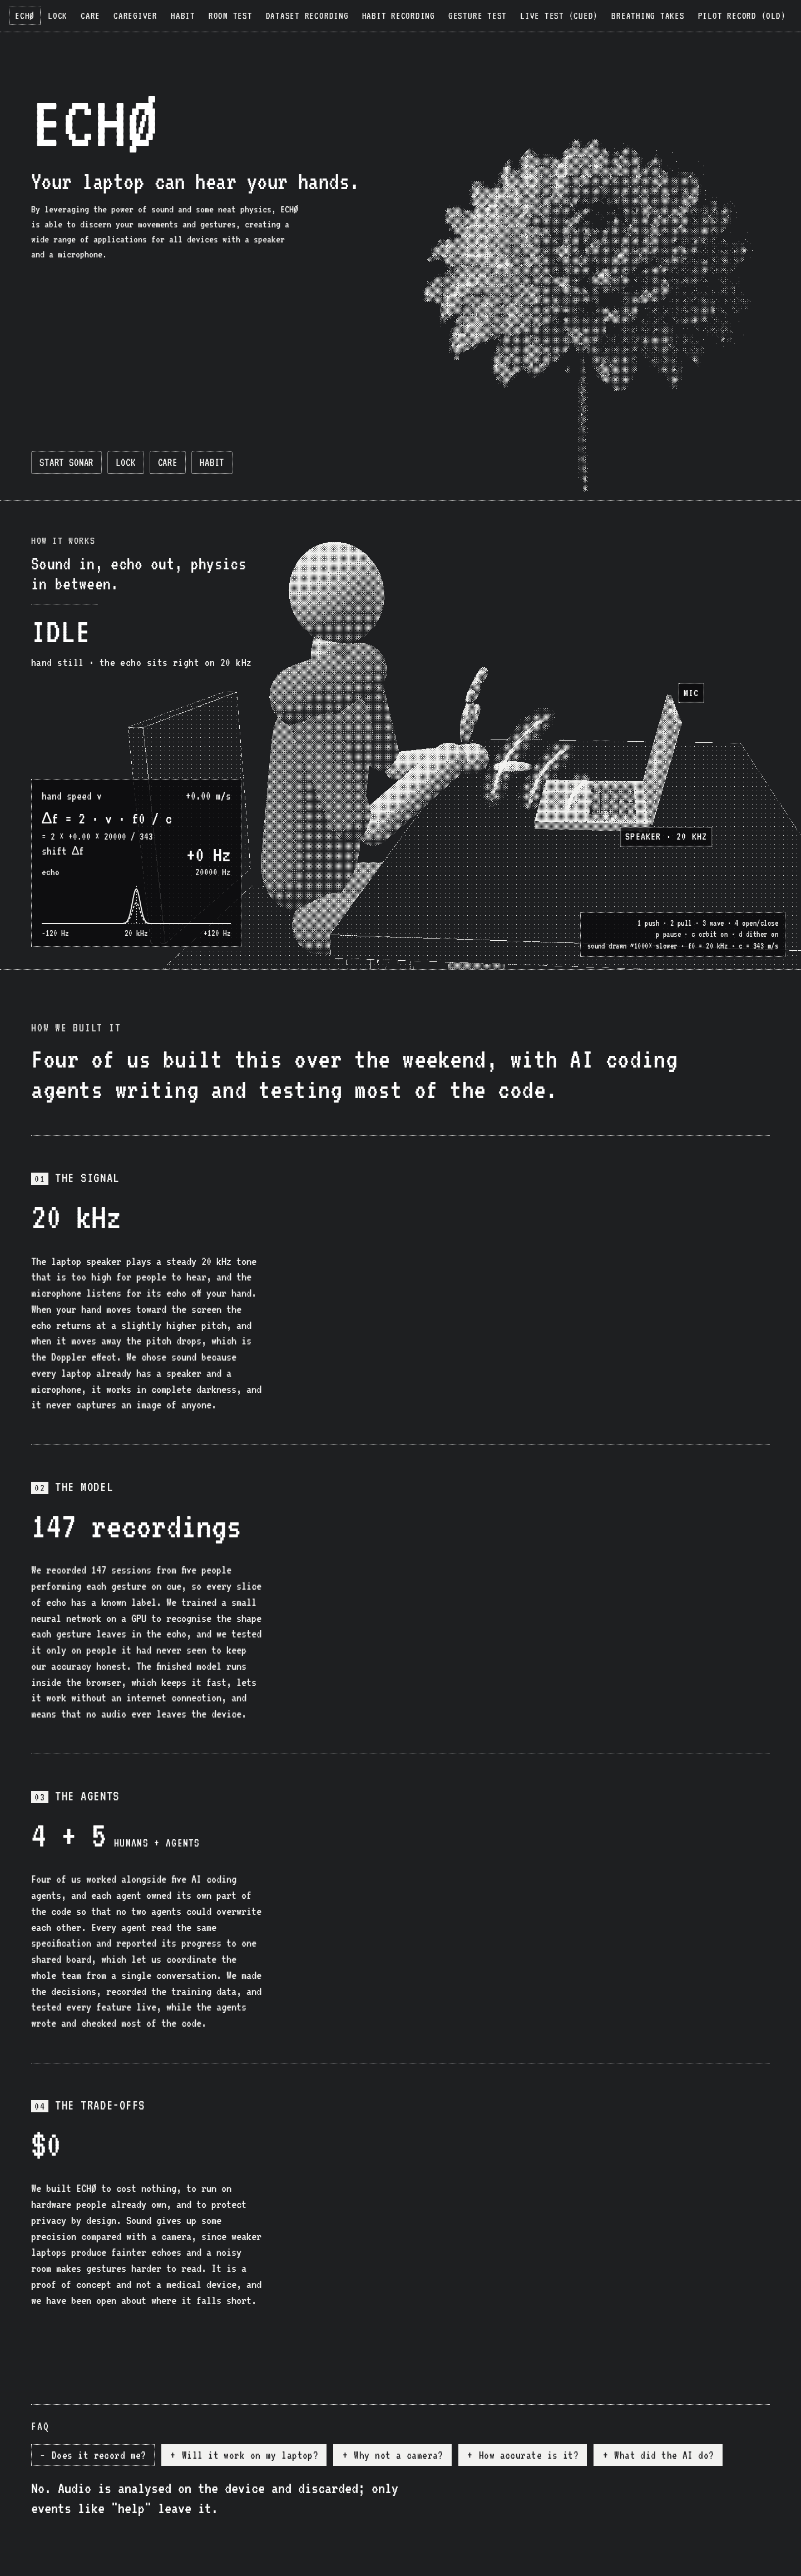 ECHØ LOCK CARE CAREGIVER HABIT ROOM TEST DATASET RECORDING HABIT RECORDING GESTURE TEST LIVE TEST (CUED) BREATHING TAKES PILOT RECORD (OLD)
ECHØ
Your laptop can hear your hands.
By leveraging the power of sound and some neat physics, ECHØ
is able to discern your movements and gestures, creating a
wide range of applications for all devices with a speaker
and a microphone.
START SONAR LOCK CARE HABIT
HOW IT WORKS
Sound in, echo out, physics
in between.
IDLE
hand still · the echo sits right on 20 kHz
MIC
SPEAKER · 20 KHZ
hand speed v +0.00 m/s
Δf = 2 · v · f0 / c
= 2 × +0.00 × 20000 / 343
shift Δf +0 Hz
echo 20000 Hz
-120 Hz 20 kHz +120 Hz
1 push · 2 pull · 3 wave · 4 open/close
p pause · c orbit on · d dither on
sound drawn ≈1000× slower · f0 = 20 kHz · c = 343 m/s
HOW WE BUILT IT
Four of us built this over the weekend, with AI coding
agents writing and testing most of the code.
01 THE SIGNAL
20 kHz
The laptop speaker plays a steady 20 kHz tone
that is too high for people to hear, and the
microphone listens for its echo off your hand.
When your hand moves toward the screen the
echo returns at a slightly higher pitch, and
when it moves away the pitch drops, which is
the Doppler effect. We chose sound because
every laptop already has a speaker and a
microphone, it works in complete darkness, and
it never captures an image of anyone.
02 THE MODEL
147 recordings
We recorded 147 sessions from five people
performing each gesture on cue, so every slice
of echo has a known label. We trained a small
neural network on a GPU to recognise the shape
each gesture leaves in the echo, and we tested
it only on people it had never seen to keep
our accuracy honest. The finished model runs
inside the browser, which keeps it fast, lets
it work without an internet connection, and
means that no audio ever leaves the device.
03 THE AGENTS
4 + 5 HUMANS + AGENTS
Four of us worked alongside five AI coding
agents, and each agent owned its own part of
the code so that no two agents could overwrite
each other. Every agent read the same
specification and reported its progress to one
shared board, which let us coordinate the
whole team from a single conversation. We made
the decisions, recorded the training data, and
tested every feature live, while the agents
wrote and checked most of the code.
04 THE TRADE-OFFS
$0
We built ECHØ to cost nothing, to run on
hardware people already own, and to protect
privacy by design. Sound gives up some
precision compared with a camera, since weaker
laptops produce fainter echoes and a noisy
room makes gestures harder to read. It is a
proof of concept and not a medical device, and
we have been open about where it falls short.
FAQ
- Does it record me? + Will it work on my laptop? + Why not a camera? + How accurate is it? + What did the AI do?
No. Audio is analysed on the device and discarded; only
events like "help" leave it.